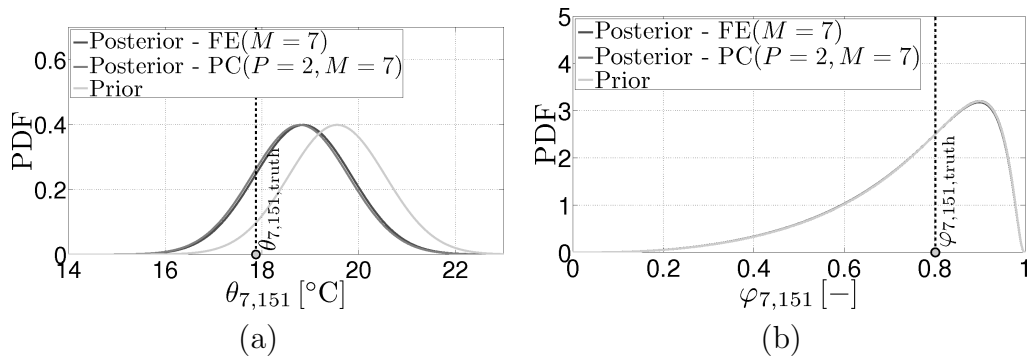 Posterior - FE(M = 7)
Posterior - PC(P = 2, M = 7)
Prior
PDF
0.6
0.4
0.2
0
14 16 18 20 22
θ7,151,truth
θ7,151 [°C]
(a)
Posterior - FE(M = 7)
Posterior - PC(P = 2, M = 7)
Prior
PDF
5
4
3
2
1
0
0 0.2 0.4 0.6 0.8 1
φ7,151,truth
φ7,151 [−]
(b)